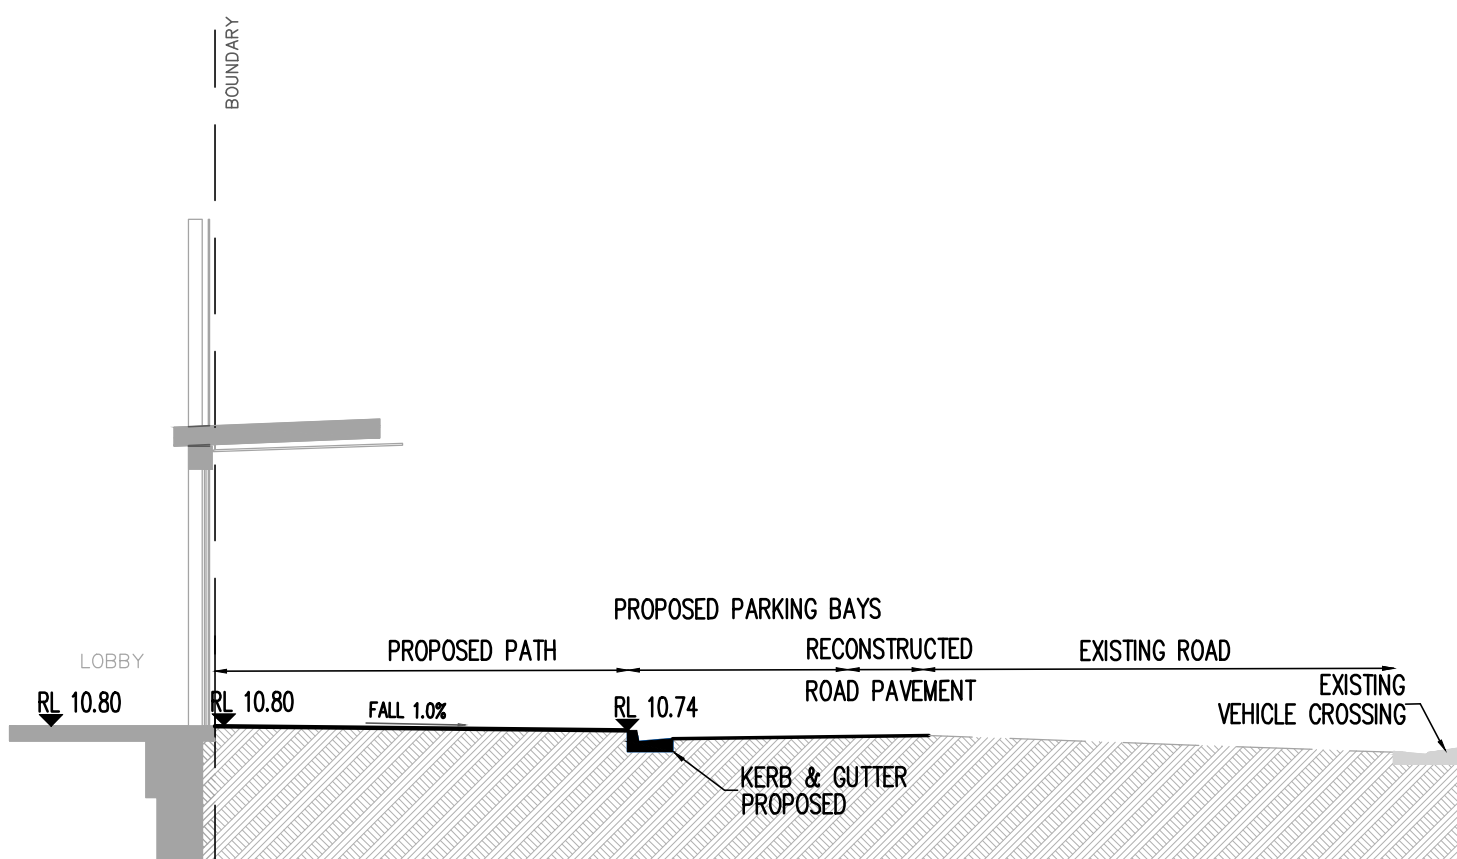 BOUNDARY
PROPOSED PARKING BAYS
PROPOSED PATH
RECONSTRUCTED
ROAD PAVEMENT
EXISTING ROAD
LOBBY
EXISTING
VEHICLE CROSSING
RL 10.80
RL 10.80
FALL 1.0%
RL 10.74
KERB & GUTTER
PROPOSED